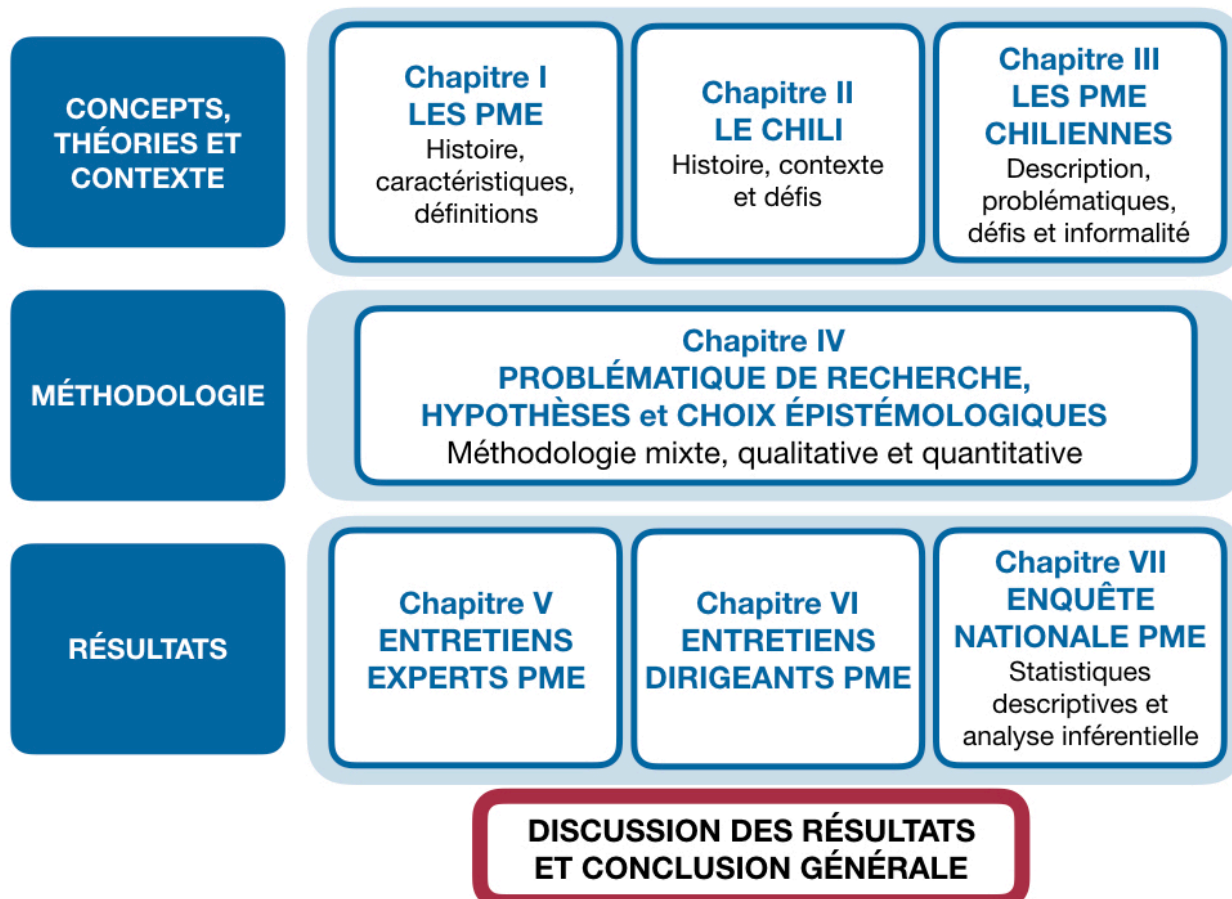 CONCEPTS,
THÉORIES ET
CONTEXTE
Chapitre I
LES PME
Histoire,
caractéristiques,
définitions
Chapitre II
LE CHILI
Histoire, contexte
et défis
Chapitre III
LES PME
CHILIENNES
Description,
problématiques,
défis et informalité
MÉTHODOLOGIE
Chapitre IV
PROBLÉMATIQUE DE RECHERCHE,
HYPOTHÈSES et CHOIX ÉPISTÉMOLOGIQUES
Méthodologie mixte, qualitative et quantitative
RÉSULTATS
Chapitre V
ENTRETIENS
EXPERTS PME
Chapitre VI
ENTRETIENS
DIRIGEANTS PME
Chapitre VII
ENQUÊTE
NATIONALE PME
Statistiques
descriptives et
analyse inférentielle
DISCUSSION DES RÉSULTATS
ET CONCLUSION GÉNÉRALE